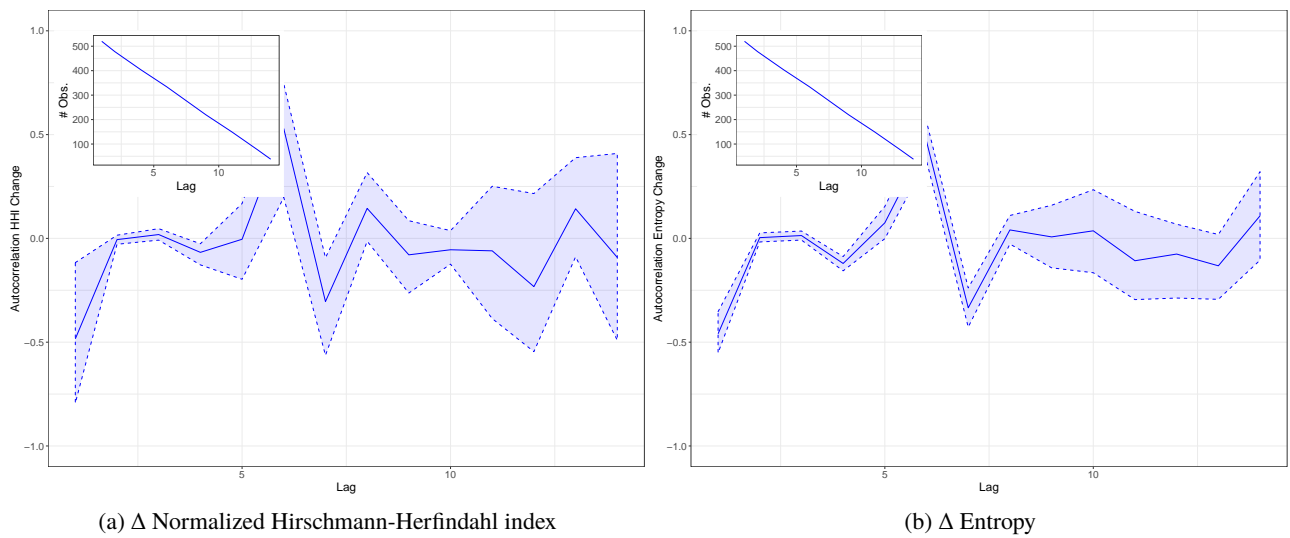 1.0
0.5
0.0
−0.5
−1.0
Autocorrelation HHI Change
5
10
Lag
500
400
300
200
100
# Obs.
5
10
Lag
(a) Δ Normalized Hirschmann-Herfindahl index
1.0
0.5
0.0
−0.5
−1.0
Autocorrelation Entropy Change
5
10
Lag
500
400
300
200
100
# Obs.
5
10
Lag
(b) Δ Entropy